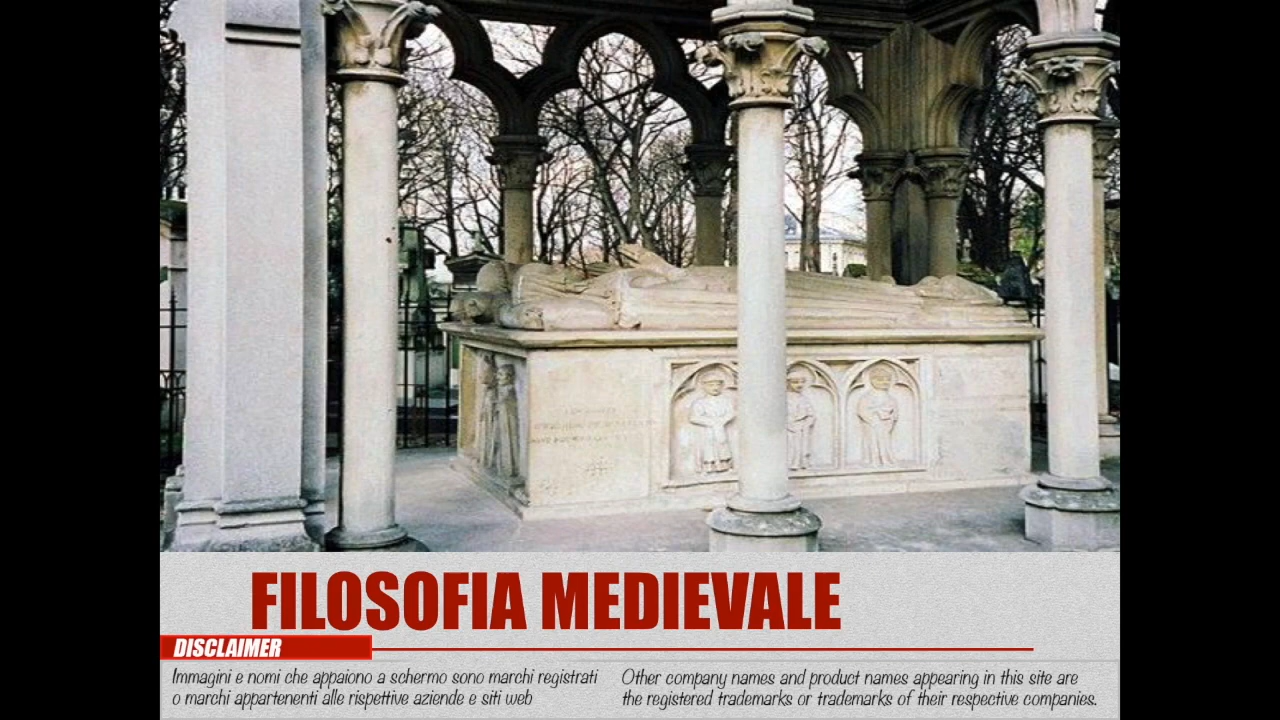 FILOSOFIA MEDIEVALE
DISCLAIMER
Immagini e nomi che appaiono a schermo sono marchi registrati
o marchi appartenenti alle rispettive aziende e siti web
Other company names and product names appearing in this site are
the registered trademarks or trademarks of their respective companies.